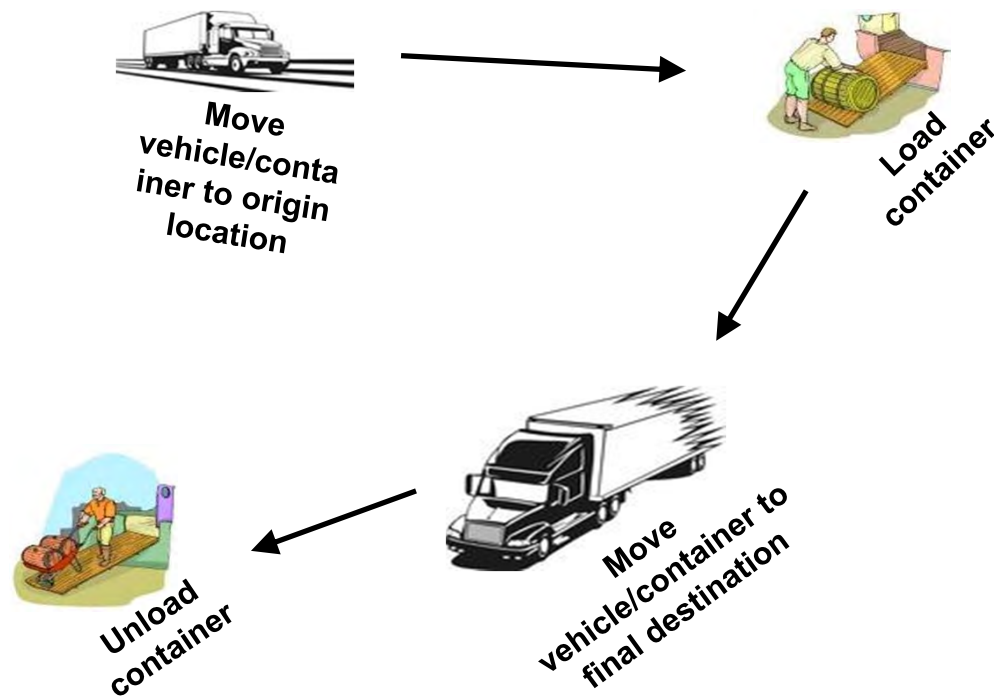 Move
vehicle/conta
iner to origin
location
Load
container
Move
vehicle/container to
final destination
Unload
container